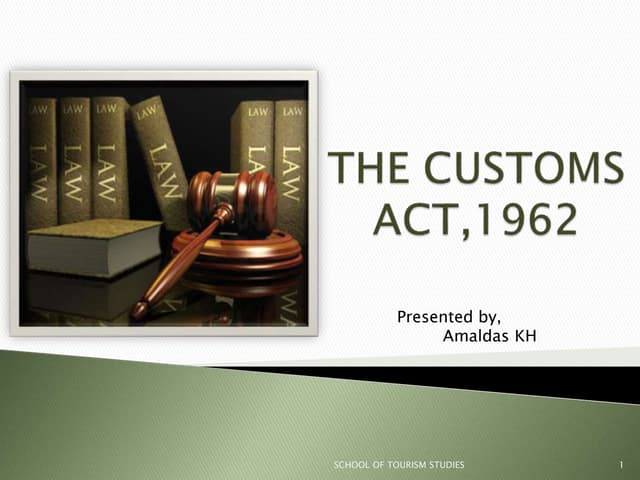 LAW LAW LAW LAW LAW LAW
LAW LAW LAW LAW LA LAW
THE CUSTOMS
ACT,1962
Presented by,
Amaldas KH
SCHOOL OF TOURISM STUDIES
1